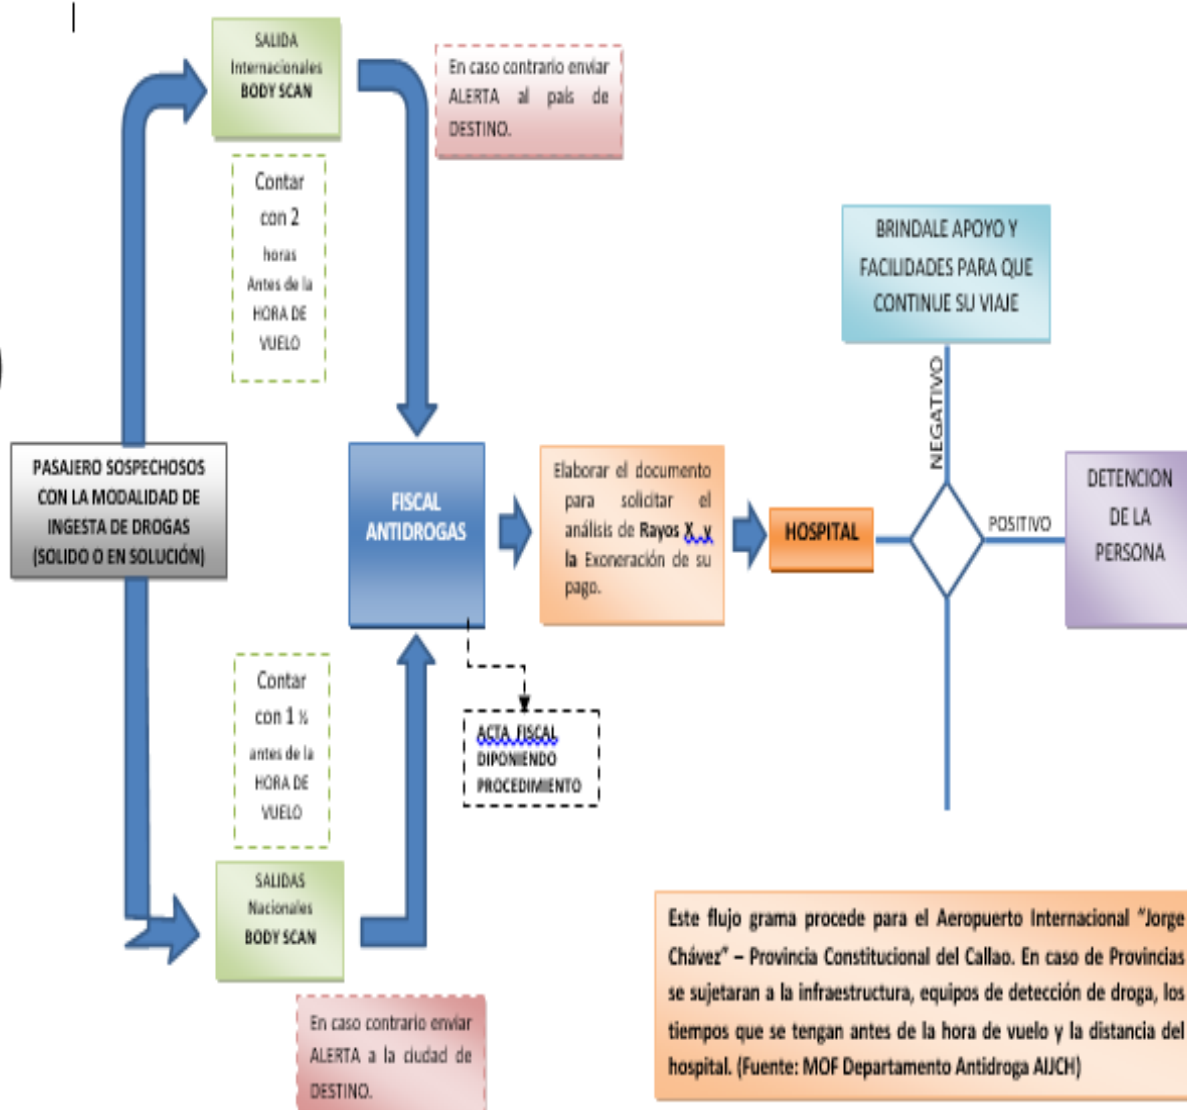 SALIDA
Internacionales
BODY SCAN
En caso contrario enviar
ALERTA al país de
DESTINO.
Contar
con 2
horas
Antes de la
HORA DE
VUELO
BRINDALE APOYO Y
FACILIDADES PARA QUE
CONTINUE SU VIAJE
NEGATIVO
PASAJERO SOSPECHOSOS
CON LA MODALIDAD DE
INGESTA DE DROGAS
(SOLIDO O EN SOLUCIÓN)
FISCAL
ANTIDROGAS
Elaborar el documento
para solicitar el
análisis de Rayos X y
la Exoneración de su
pago.
HOSPITAL
POSITIVO
DETENCION
DE LA
PERSONA
Contar
con 1 ½
antes de la
HORA DE
VUELO
ACTA FISCAL
DIPONIENDO
PROCEDIMIENTO
SALIDAS
Nacionales
BODY SCAN
En caso contrario enviar
ALERTA a la ciudad de
DESTINO.
Este flujo grama procede para el Aeropuerto Internacional "Jorge
Chávez" – Provincia Constitucional del Callao. En caso de Provincias
se sujetaran a la infraestructura, equipos de detección de droga, los
tiempos que se tengan antes de la hora de vuelo y la distancia del
hospital. (Fuente: MOF Departamento Antidroga AIJCH)